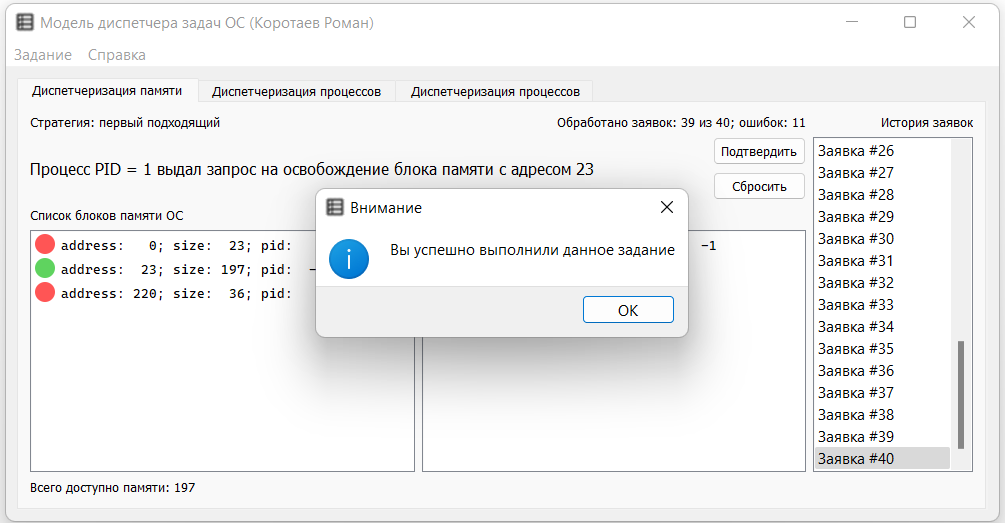 Модель диспетчера задач ОС (Коротаев Роман)
Задание Справка
Диспетчеризация памяти Диспетчеризация процессов Диспетчеризация процессов
Стратегия: первый подходящий Обработано заявок: 39 из 40; ошибок: 11 История заявок
Процесс PID = 1 выдал запрос на освобождение блока памяти с адресом 23
Подтвердить
Сбросить
Список блоков памяти ОС
address: 0; size: 23; pid:
address: 23; size: 197; pid: -
address: 220; size: 36; pid:
-1
Внимание
Вы успешно выполнили данное задание
ОК
Заявка #26
Заявка #27
Заявка #28
Заявка #29
Заявка #30
Заявка #31
Заявка #32
Заявка #33
Заявка #34
Заявка #35
Заявка #36
Заявка #37
Заявка #38
Заявка #39
Заявка #40
Всего доступно памяти: 197